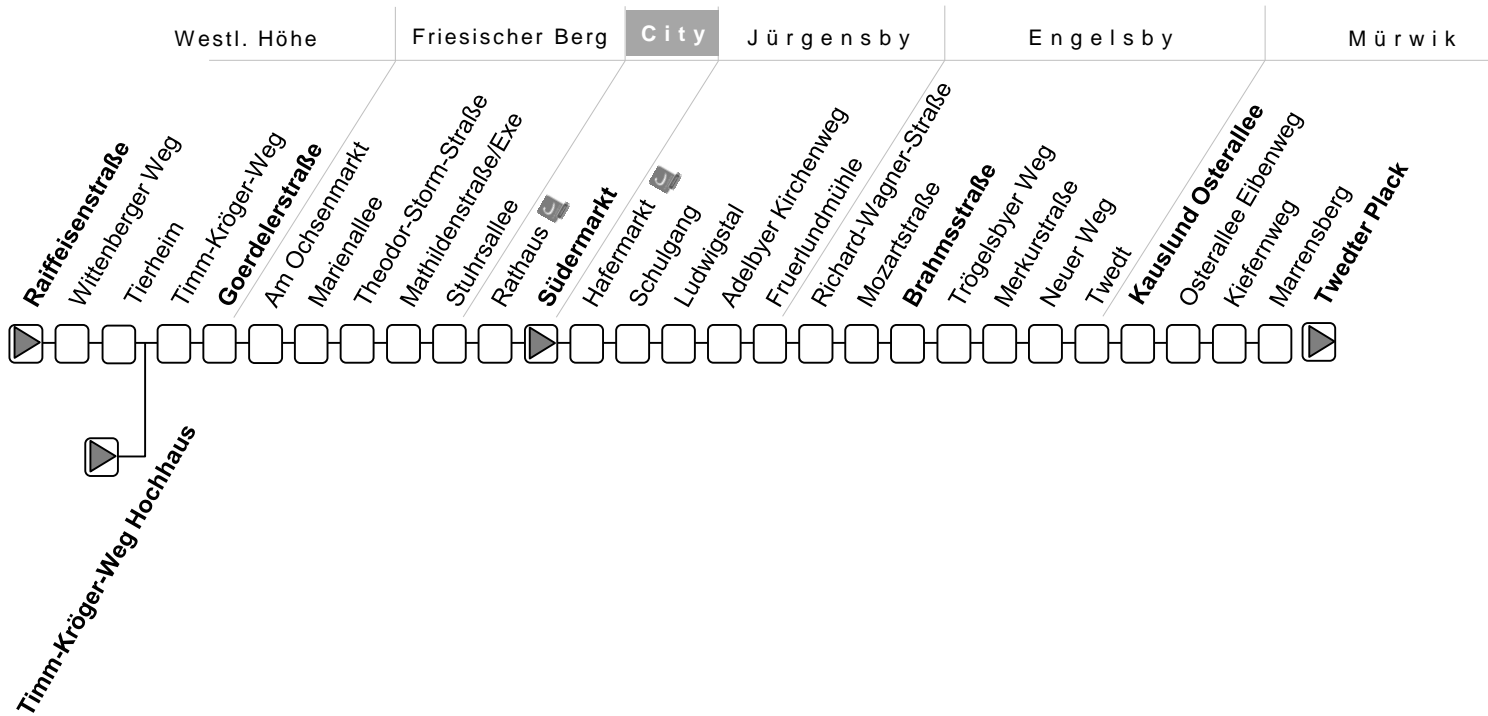 Westl. Höhe
Friesischer Berg
City
Jürgensby
Engelsby
Mürwik
Raiffeisenstraße
Wittenberger Weg
Tierheim
Timm-Kröger-Weg
Goerdelerstraße
Am Ochsenmarkt
Marienallee
Theodor-Storm-Straße
Mathildenstraße/Exe
Stuhrsallee
Rathaus
Südermarkt
Hafermarkt
Schulgang
Ludwigstal
Adelbyer Kirchenweg
Fruerlundmühle
Richard-Wagner-Straße
Mozartstraße
Brahmsstraße
Trögelsbyer Weg
Merkurstraße
Neuer Weg
Twedt
Kauslund Osterallee
Osterallee Eibenweg
Kiefernweg
Marrensberg
Twedter Plack
Timm-Kröger-Weg Hochhaus